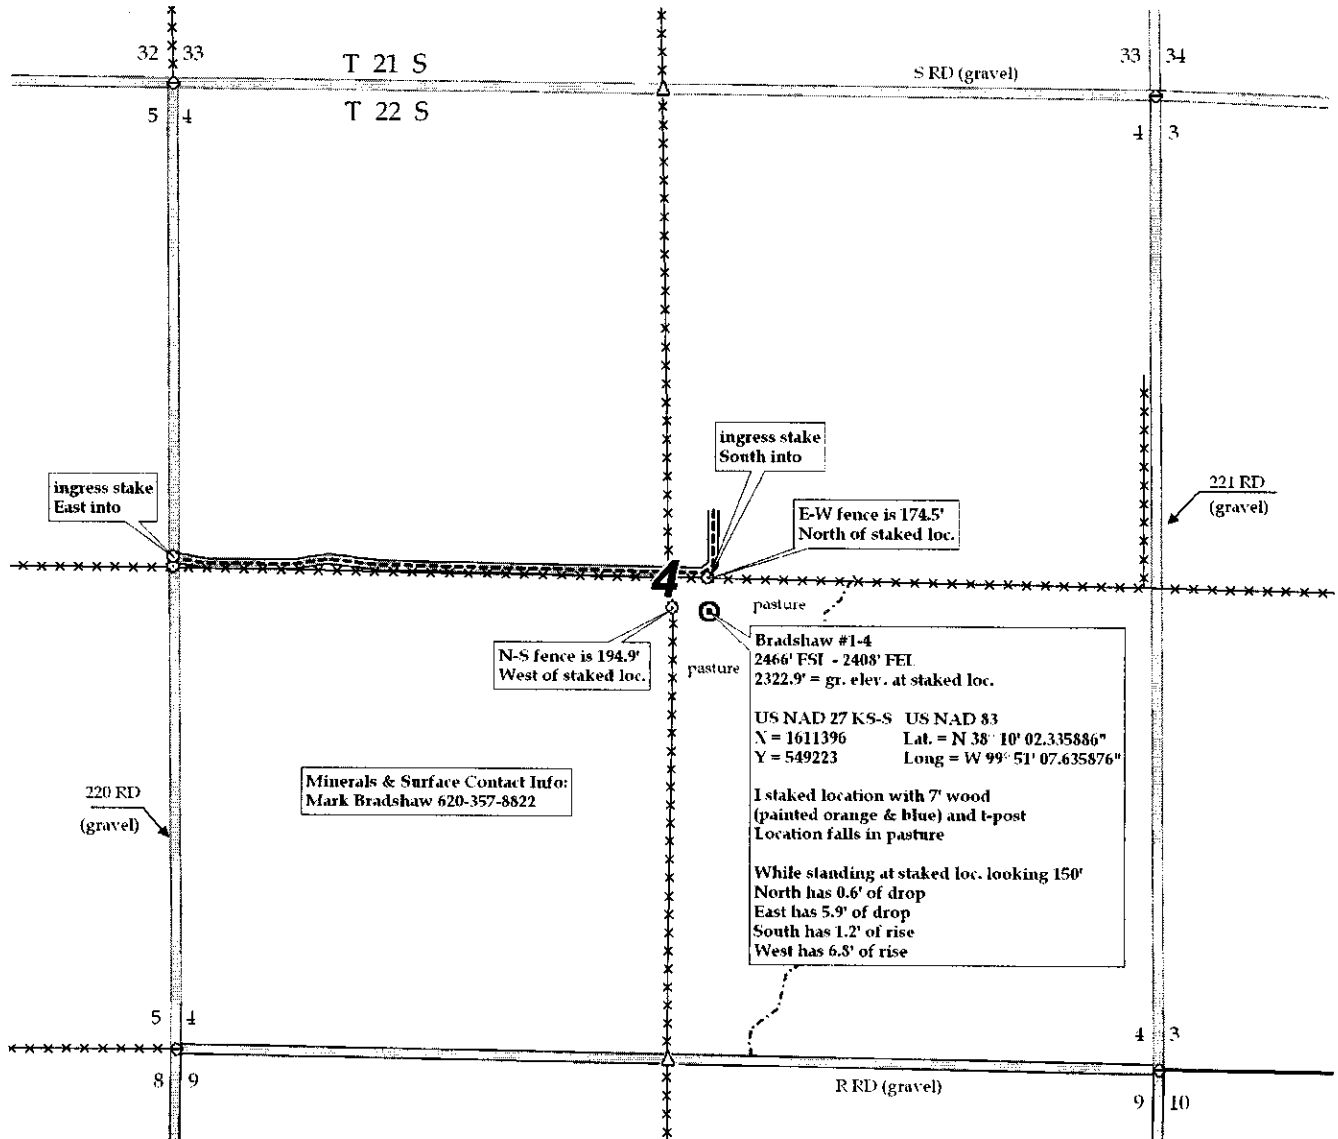 32 33
T 21 S
33 34
S RD (gravel)
5 4
T 22 S
4 3
ingress stake
South into
ingress stake
East into
221 RD
(gravel)
E-W fence is 174.5'
North of staked loc.
4
pasture
N-S fence is 194.9'
West of staked loc.
pasture
Bradshaw #1-4
2466' FSL - 2408' FEL
2322.9' = gr. elev. at staked loc.
US NAD 27 KS-S US NAD 83
X = 1611396 Lat. = N 38° 10' 02.335886"
Y = 549223 Long = W 99° 51' 07.635876"
I staked location with 7' wood
(painted orange & blue) and t-post
Location falls in pasture
While standing at staked loc. looking 150'
North has 0.6' of drop
East has 5.9' of drop
South has 1.2' of rise
West has 6.8' of rise
Minerals & Surface Contact Info:
Mark Bradshaw 620-357-8822
220 RD
(gravel)
5 4
4 3
8 9
R RD (gravel)
9 10